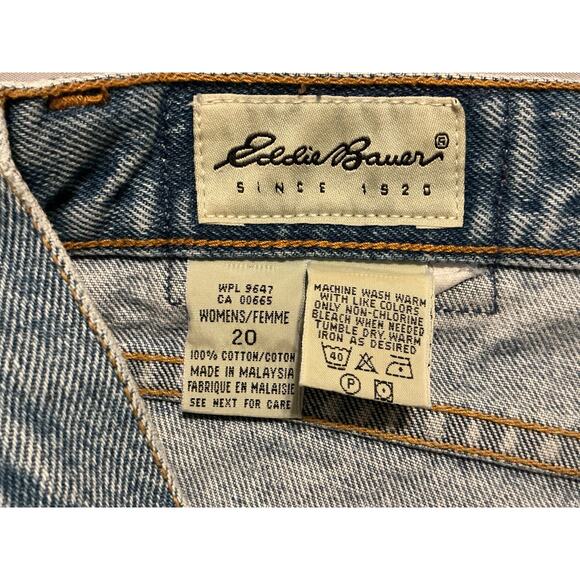 Eddie Bauer®
SINCE 1920
WPL 9647
CA 00665
WOMENS/FEMME
20
100% COTTON/COTON
MADE IN MALAYSIA
FABRIQUE EN MALAISIE
SEE NEXT FOR CARE
MACHINE WASH WARM
WITH LIKE COLORS
ONLY NON-CHLORINE
BLEACH WHEN NEEDED
TUMBLE DRY WARM
IRON AS DESIRED
40
P